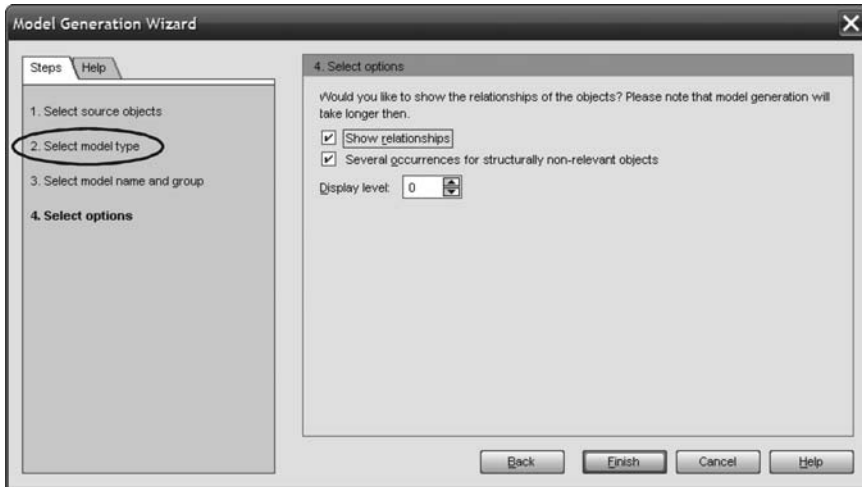 Model Generation Wizard
Steps
Help
1. Select source objects
2. Select model type
3. Select model name and group
4. Select options
4. Select options
Would you like to show the relationships of the objects? Please note that model generation will
take longer then.
Show relationships
Several occurrences for structurally non-relevant objects
Display level: 0
Back
Finish
Cancel
Help